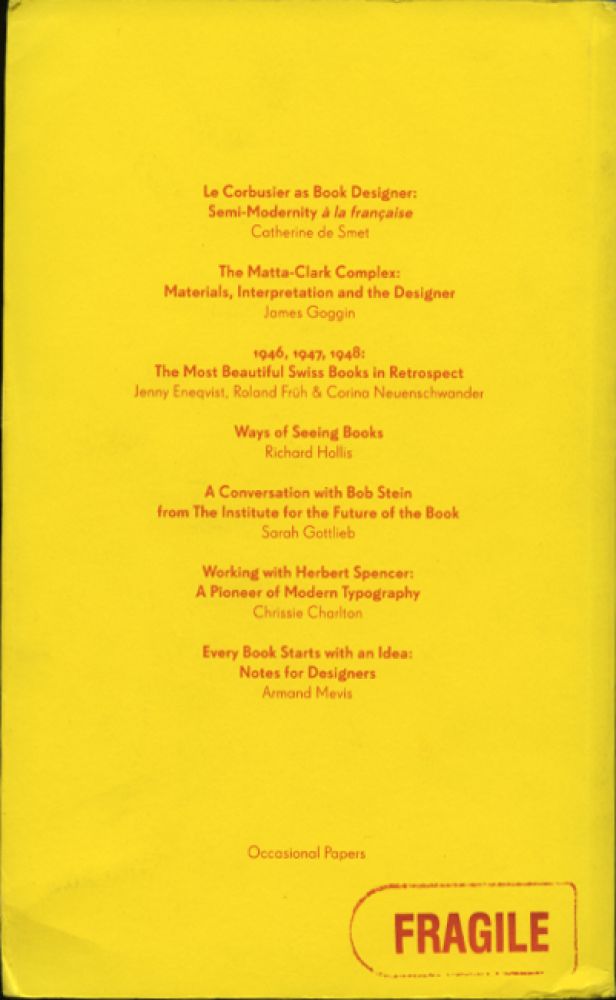 Le Corbusier as Book Designer:
Semi-Modernity à la française
Catherine de Smet
The Matta-Clark Complex:
Materials, Interpretation and the Designer
James Goggin
1946, 1947, 1948:
The Most Beautiful Swiss Books in Retrospect
Jenny Eneqvist, Roland Früh & Corina Neuenschwander
Ways of Seeing Books
Richard Hollis
A Conversation with Bob Stein
from The Institute for the Future of the Book
Sarah Gottlieb
Working with Herbert Spencer:
A Pioneer of Modern Typography
Chrissie Charlton
Every Book Starts with an Idea:
Notes for Designers
Armand Mevis
Occasional Papers
FRAGILE